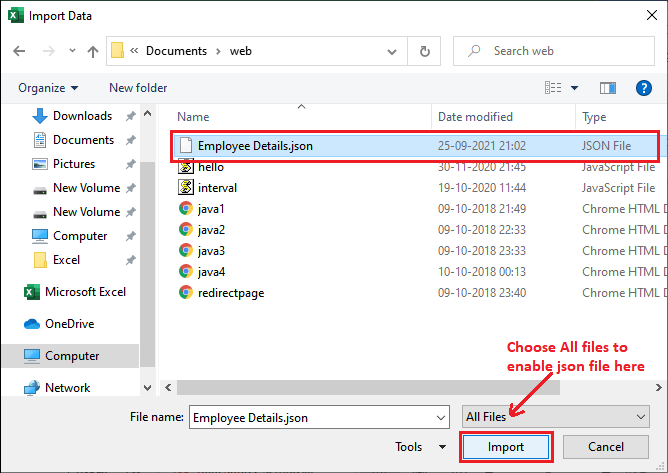 Import Data
Documents
web
Search web
Organize
New folder
Name
Date modified
Type
Downloads
Documents
Pictures
New Volume
New Volume
Computer
Excel
Microsoft Excel
OneDrive
Computer
Network
Employee Details.json 25-09-2021 21:02 JSON File
hello 30-11-2020 20:45 JavaScript File
interval 19-10-2020 11:44 JavaScript File
java1 09-10-2018 21:49 Chrome HTML D
java2 09-10-2018 22:33 Chrome HTML D
java3 09-10-2018 23:33 Chrome HTML D
java4 10-10-2018 00:13 Chrome HTML D
redirectpage 09-10-2018 23:40 Chrome HTML D
Choose All files to
enable json file here
File name: Employee Details.json
All Files
Tools
Import
Cancel